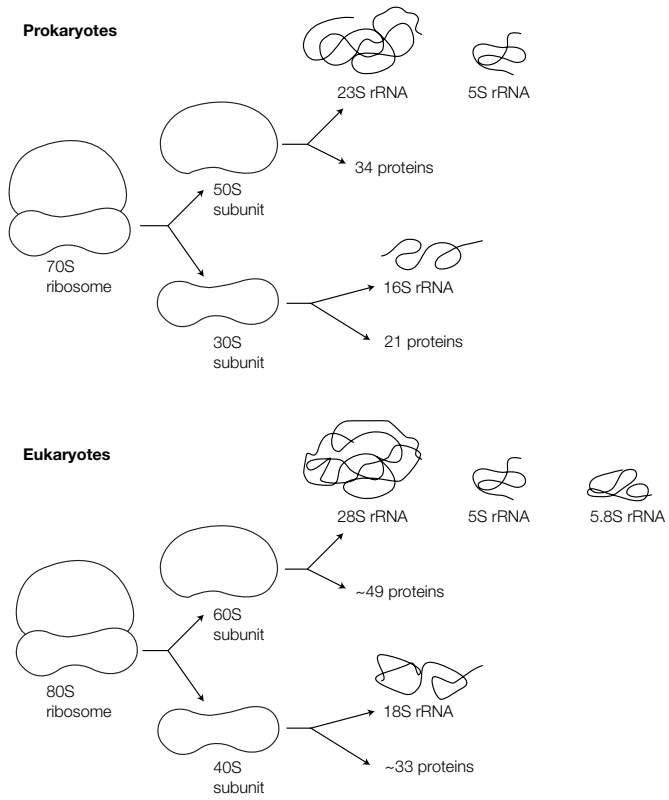 Prokaryotes
23S rRNA
5S rRNA
34 proteins
50S
subunit
70S
ribosome
16S rRNA
30S
subunit
21 proteins
Eukaryotes
28S rRNA
5S rRNA
5.8S rRNA
~49 proteins
60S
subunit
80S
ribosome
18S rRNA
40S
subunit
~33 proteins